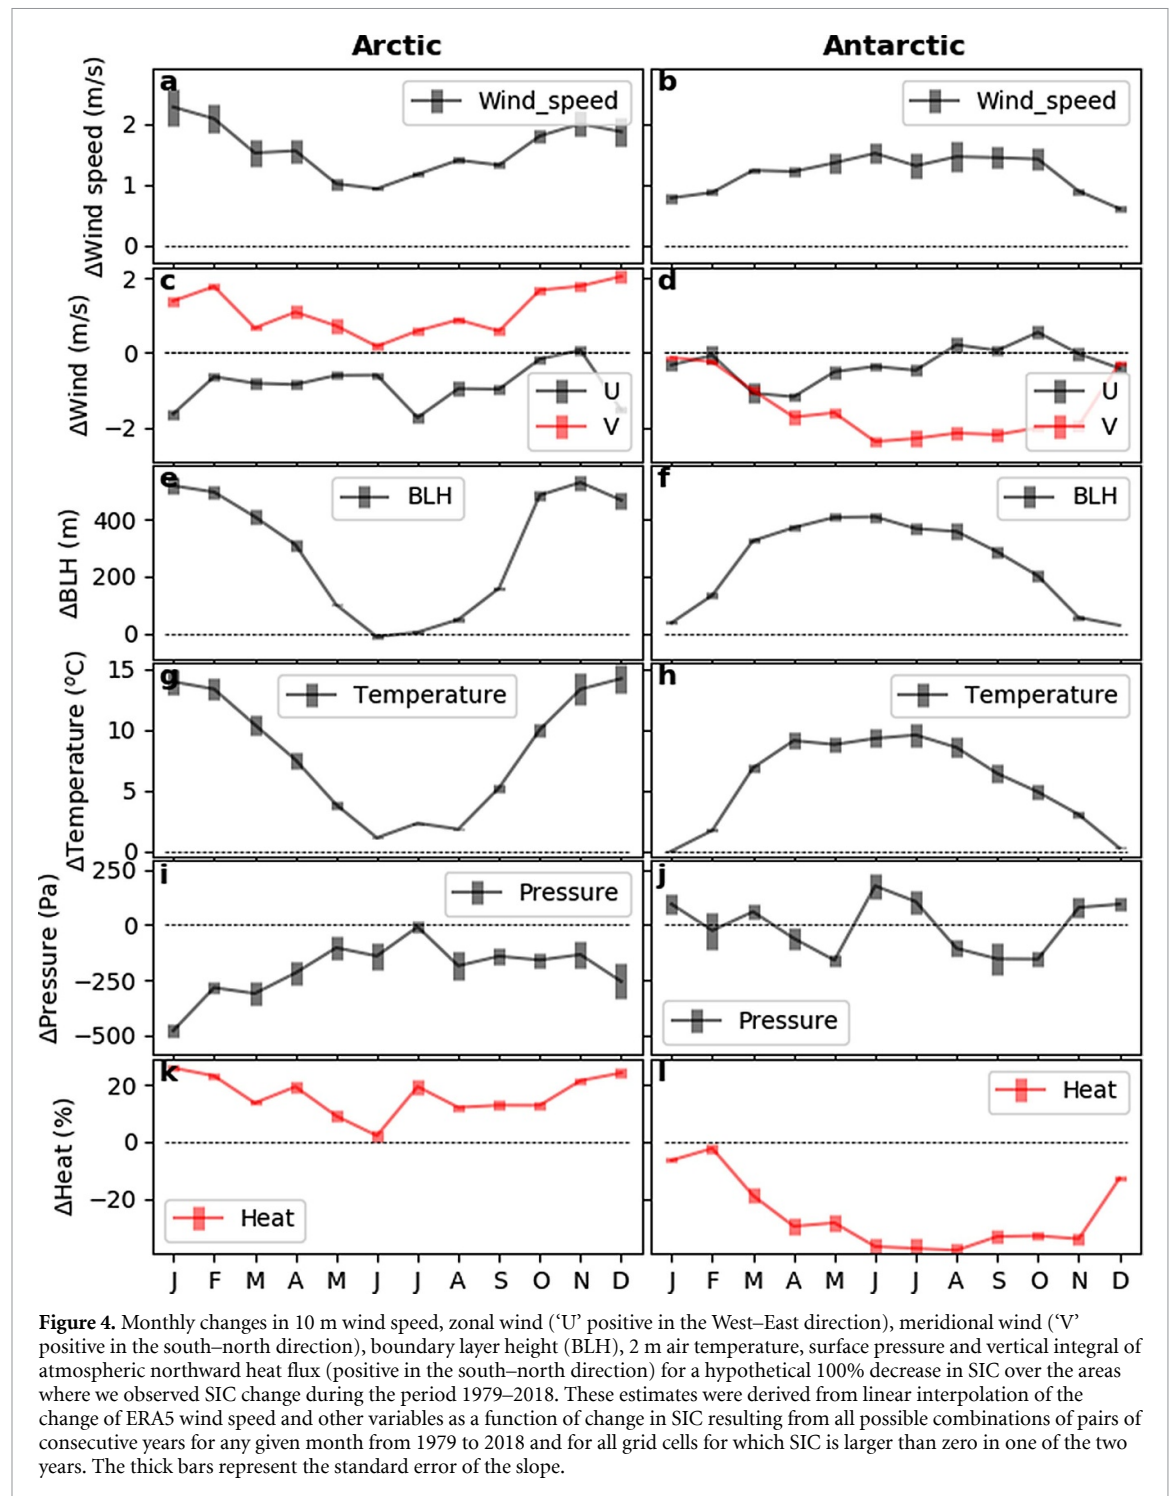 Arctic
Antarctic
a
b
Wind_speed
Wind_speed
ΔWind speed (m/s)
2
1
0
c
d
ΔWind (m/s)
2
0
−2
U
V
U
V
e
f
BLH
BLH
ΔBLH (m)
400
200
0
g
h
Temperature
Temperature
ΔTemperature (°C)
15
10
5
0
i
j
Pressure
Pressure
ΔPressure (Pa)
250
0
−250
−500
k
l
Heat
Heat
ΔHeat (%)
20
0
−20
J F M A M J J A S O N D
J F M A M J J A S O N D
Figure 4. Monthly changes in 10 m wind speed, zonal wind (‘U’ positive in the West–East direction), meridional wind (‘V’
positive in the south–north direction), boundary layer height (BLH), 2 m air temperature, surface pressure and vertical integral of
atmospheric northward heat flux (positive in the south–north direction) for a hypothetical 100% decrease in SIC over the areas
where we observed SIC change during the period 1979–2018. These estimates were derived from linear interpolation of the
change of ERA5 wind speed and other variables as a function of change in SIC resulting from all possible combinations of pairs of
consecutive years for any given month from 1979 to 2018 and for all grid cells for which SIC is larger than zero in one of the two
years. The thick bars represent the standard error of the slope.